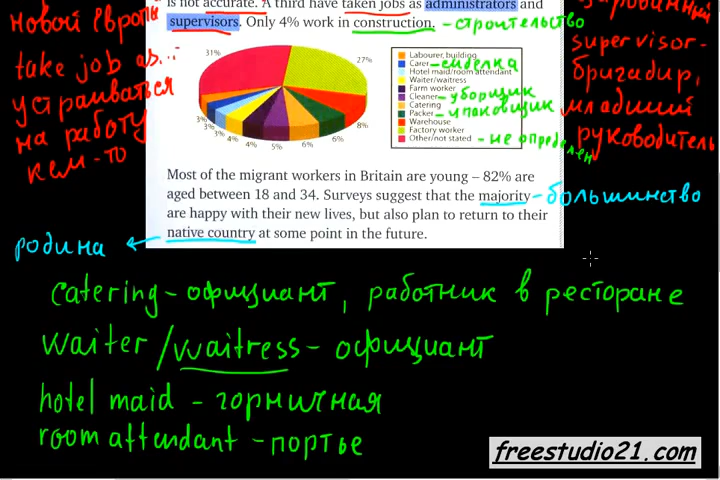 is not accurate. A third have taken jobs as administrators and
supervisors. Only 4% work in construction. - строительство
новой Европы
take job as...
устраиваться
на работу
кем-то
supervisor -
бригадир,
младший
руководитель
31%
27%
8%
6%
6%
5%
4%
4%
3%
3%
3%
Labourer, building
Carer - сиделка
Hotel maid/room attendant
Waiter/waitress
Farm worker
Cleaner - уборщик
Catering
Packer - упаковщик
Warehouse
Factory worker
Other/not stated - не определен
Most of the migrant workers in Britain are young – 82% are
aged between 18 and 34. Surveys suggest that the majority - большинство
are happy with their new lives, but also plan to return to their
native country at some point in the future.
родина
catering - официант, работник в ресторане
waiter/waitress - официант
hotel maid - горничная
room attendant - портье
freestudio21.com